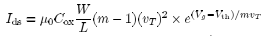 I_ds = μ_0 C_ox W/L (m − 1)(v_T)^2 × e^{(V_g−V_th)/mv_T}